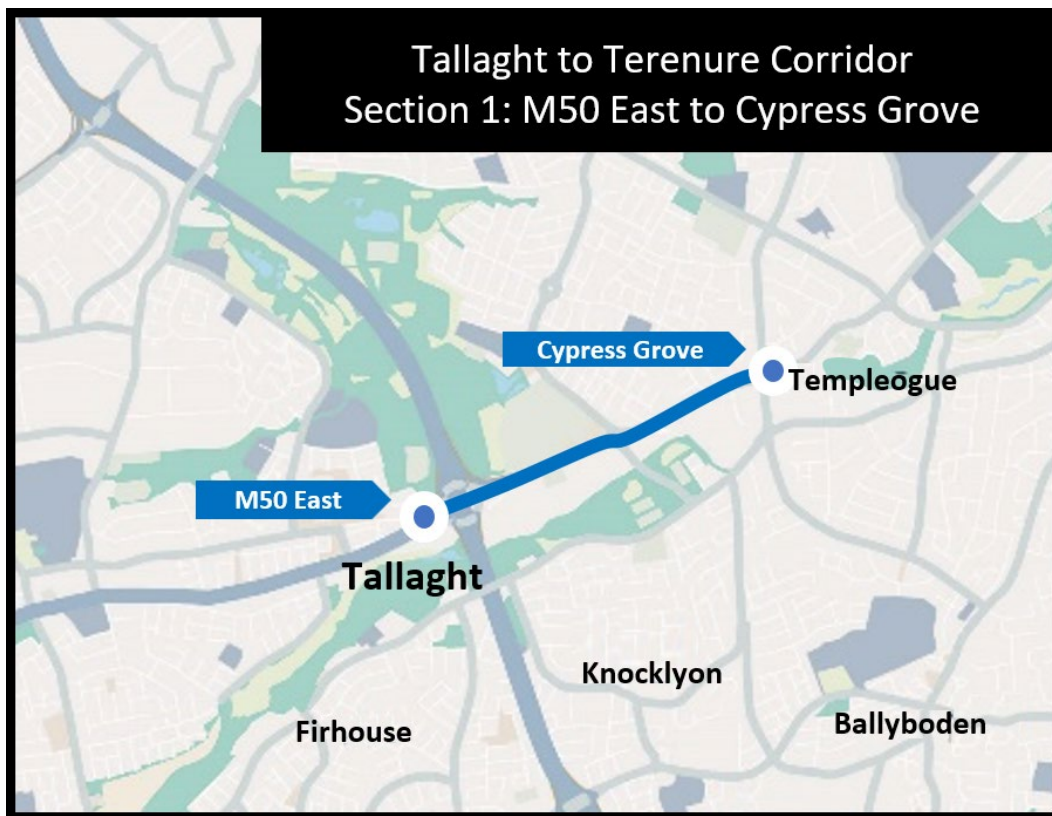 Tallaght to Terenure Corridor
Section 1: M50 East to Cypress Grove
Cypress Grove
Templeogue
M50 East
Tallaght
Knocklyon
Firhouse
Ballyboden